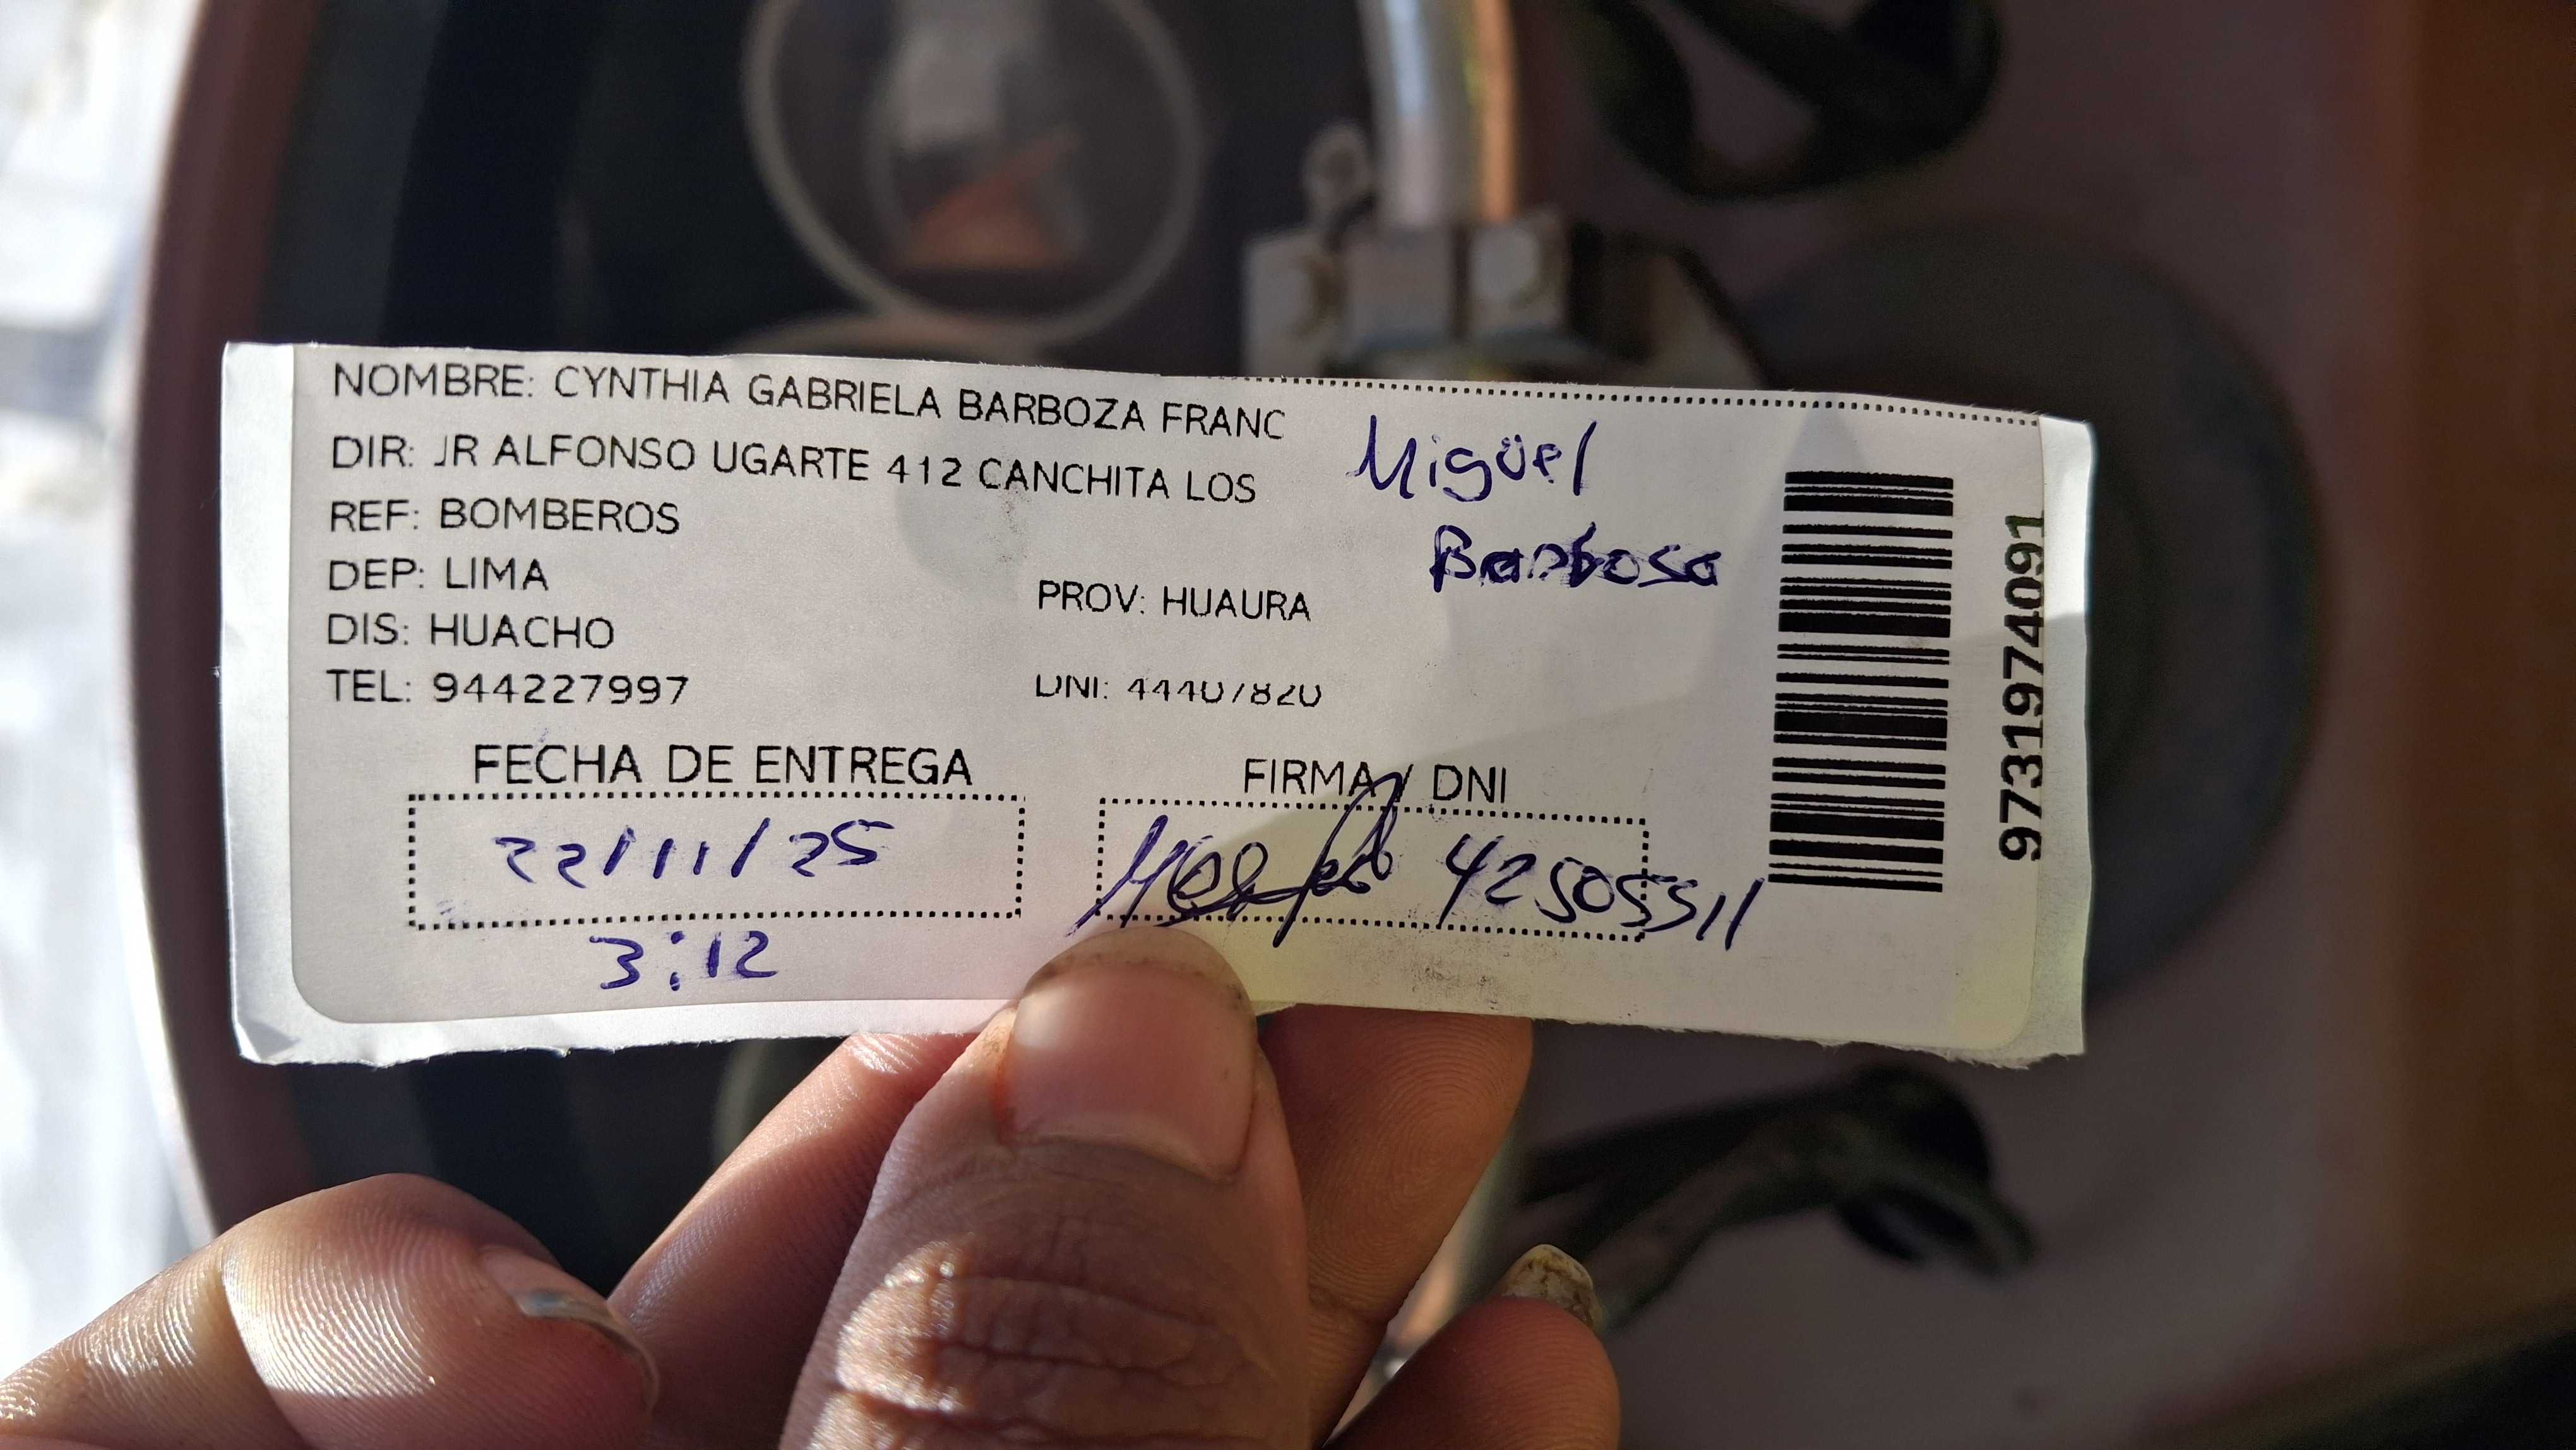 NOMBRE: CYNTHIA GABRIELA BARBOZA FRANC
DIR: JR ALFONSO UGARTE 412 CANCHITA LOS
REF: BOMBEROS
DEP: LIMA
PROV: HUAURA
DIS: HUACHO
TEL: 944227997
DNI: 44407820
Miguel
Barbosa
FECHA DE ENTREGA
22/11/25
3:12
FIRMA / DNI
42505511
9731974091